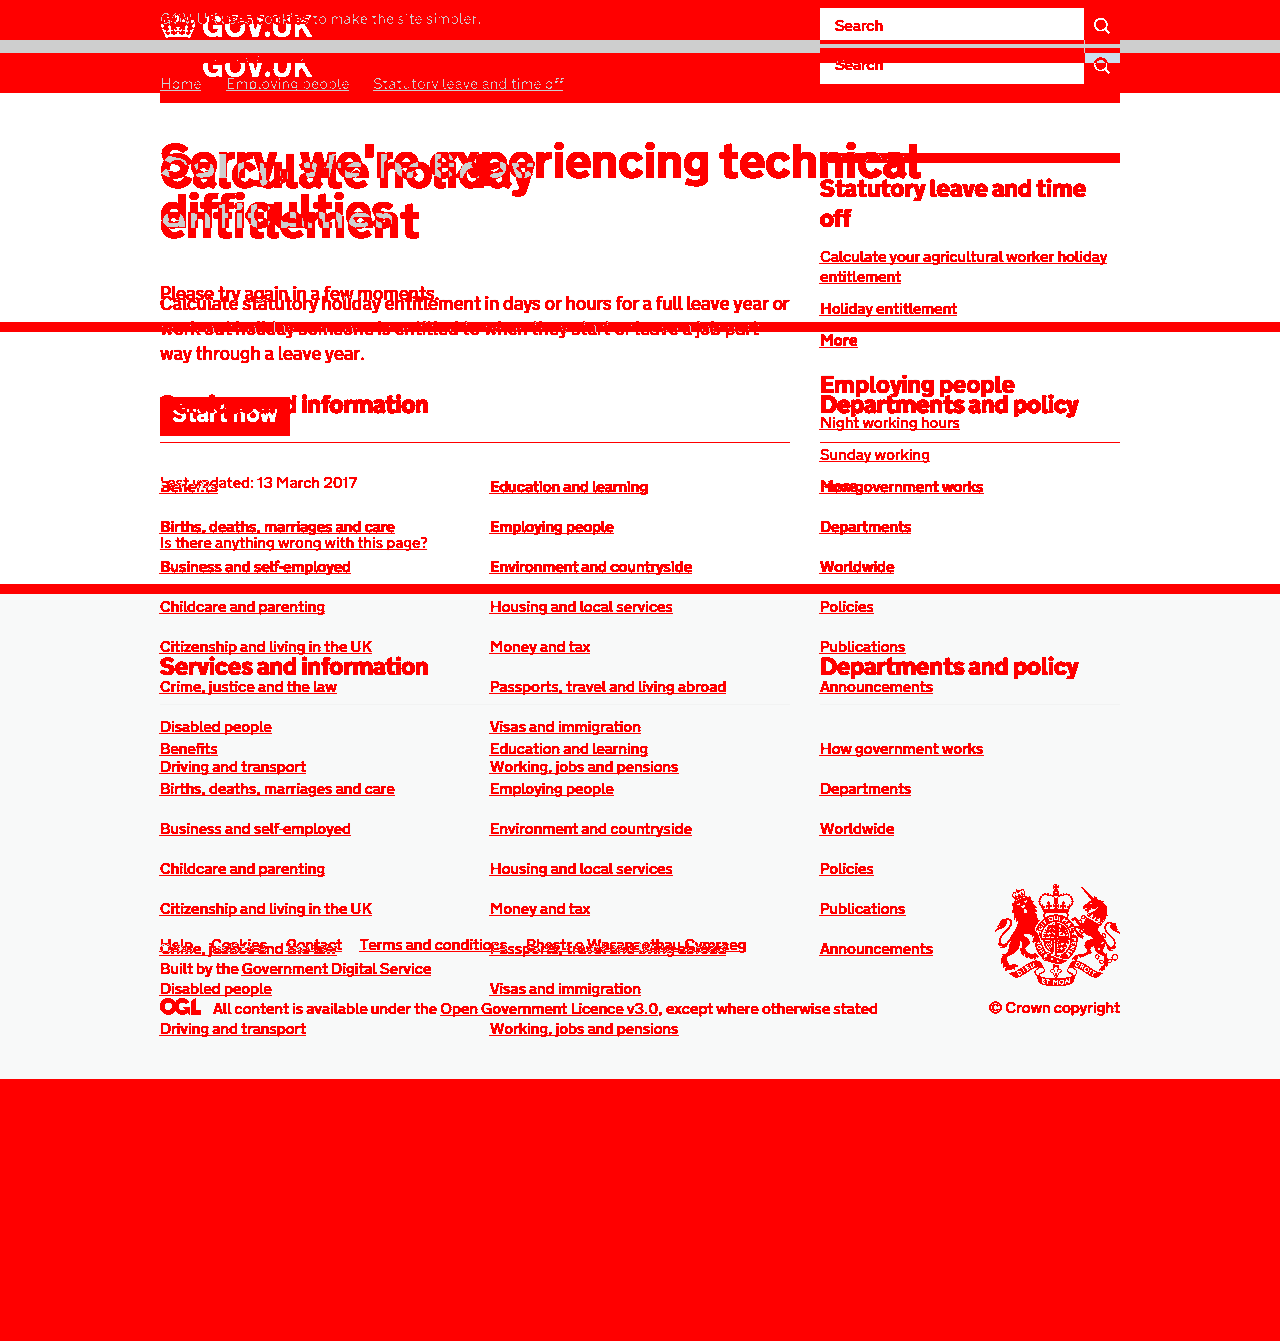 GOV.UK uses cookies to make the site simpler.
GOV.UK
Search
GOV.UK
Search
Home Employing people Statutory leave and time off
Sorry, we're experiencing technical
difficulties
Calculate holiday
entitlement
Statutory leave and time
off
Calculate your agricultural worker holiday
entitlement
Please try again in a few moments.
Calculate statutory holiday entitlement in days or hours for a full leave year or
work out holiday someone is entitled to when they start or leave a job part
way through a leave year.
Holiday entitlement
More
Employing people
Services and information
Departments and policy
Start now
Night working hours
Sunday working
More
Last updated: 13 March 2017
Benefits
Education and learning
How government works
Births, deaths, marriages and care
Employing people
Departments
Is there anything wrong with this page?
Business and self-employed
Environment and countryside
Worldwide
Childcare and parenting
Housing and local services
Policies
Citizenship and living in the UK
Money and tax
Publications
Services and information
Departments and policy
Crime, justice and the law
Passports, travel and living abroad
Announcements
Disabled people
Visas and immigration
Benefits
Education and learning
How government works
Driving and transport
Working, jobs and pensions
Births, deaths, marriages and care
Employing people
Departments
Business and self-employed
Environment and countryside
Worldwide
Childcare and parenting
Housing and local services
Policies
Citizenship and living in the UK
Money and tax
Publications
Help Cookies Contact Terms and conditions Rhestr o Wasanaethau Cymraeg
Crime, justice and the law
Passports, travel and living abroad
Announcements
Built by the Government Digital Service
Disabled people
Visas and immigration
OGL All content is available under the Open Government Licence v3.0, except where otherwise stated
© Crown copyright
Driving and transport
Working, jobs and pensions